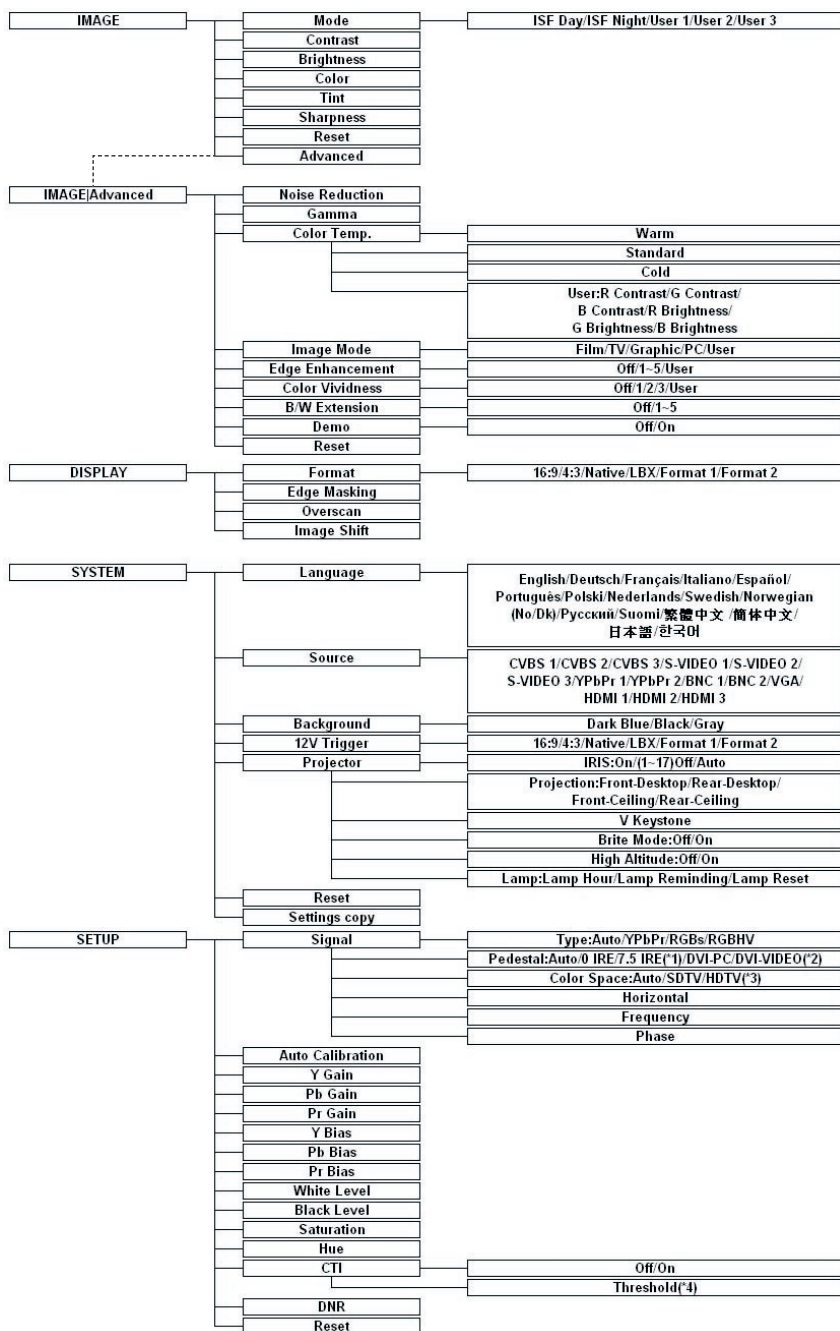 IMAGE
Mode
ISF Day/ISF Night/User 1/User 2/User 3
Contrast
Brightness
Color
Tint
Sharpness
Reset
Advanced
IMAGE|Advanced
Noise Reduction
Gamma
Color Temp.
Warm
Standard
Cold
User:R Contrast/G Contrast/
B Contrast/R Brightness/
G Brightness/B Brightness
Image Mode
Film/TV/Graphic/PC/User
Edge Enhancement
Off/1~5/User
Color Vividness
Off/1/2/3/User
B/W Extension
Off/1~5
Demo
Off/On
Reset
DISPLAY
Format
16:9/4:3/Native/LBX/Format 1/Format 2
Edge Masking
Overscan
Image Shift
SYSTEM
Language
English/Deutsch/Français/Italiano/Español/
Português/Polski/Nederlands/Swedish/Norwegian
(No/Dk)/Русский/Suomi/繁體中文 /簡体中文/
日本語/한국어
Source
CVBS 1/CVBS 2/CVBS 3/S-VIDEO 1/S-VIDEO 2/
S-VIDEO 3/YPbPr 1/YPbPr 2/BNC 1/BNC 2/VGA/
HDMI 1/HDMI 2/HDMI 3
Background
Dark Blue/Black/Gray
12V Trigger
16:9/4:3/Native/LBX/Format 1/Format 2
Projector
IRIS:On/(1~17)Off/Auto
Projection:Front-Desktop/Rear-Desktop/
Front-Ceiling/Rear-Ceiling
V Keystone
Brite Mode:Off/On
High Altitude:Off/On
Lamp:Lamp Hour/Lamp Reminding/Lamp Reset
Reset
Settings copy
SETUP
Signal
Type:Auto/YPbPr/RGBs/RGBHV
Pedestal:Auto/0 IRE/7.5 IRE(*1)/DVI-PC/DVI-VIDEO(*2)
Color Space:Auto/SDTV/HDTV(*3)
Horizontal
Frequency
Phase
Auto Calibration
Y Gain
Pb Gain
Pr Gain
Y Bias
Pb Bias
Pr Bias
White Level
Black Level
Saturation
Hue
CTI
Off/On
Threshold(*4)
DNR
Reset